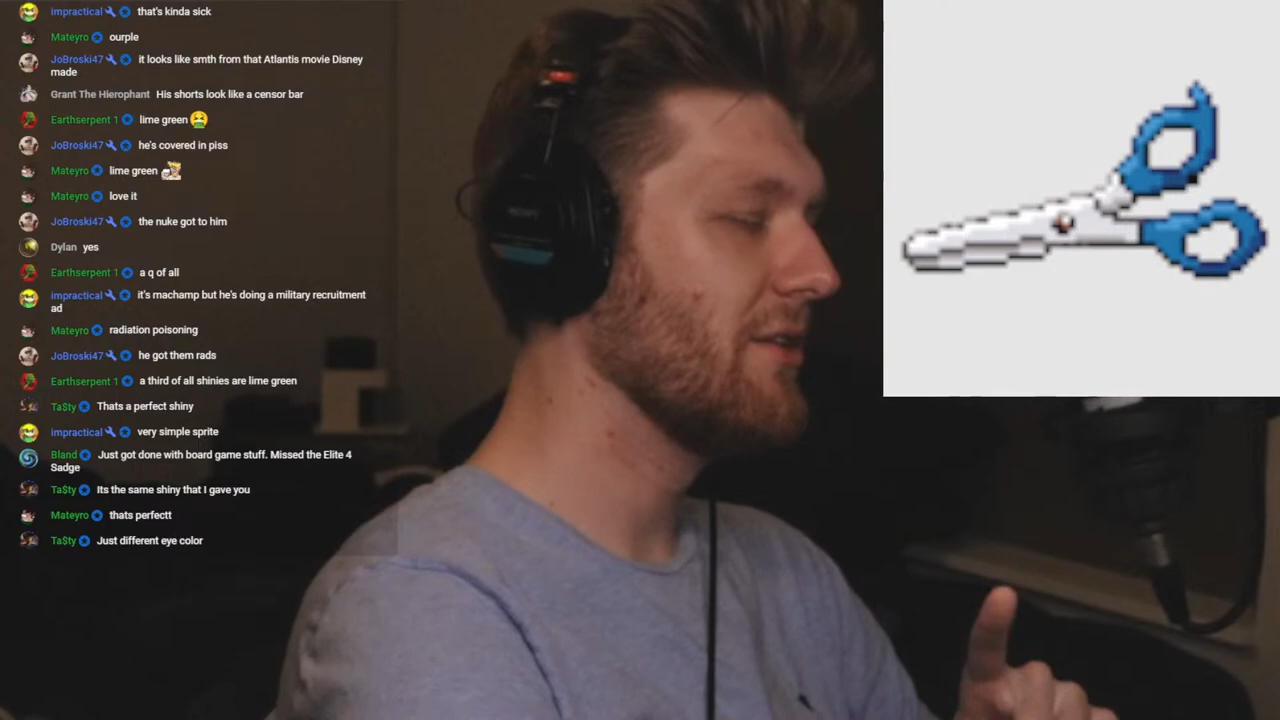 impractical that's kinda sick
Mateyro ourple
JoBroski47 it looks like smth from that Atlantis movie Disney
made
Grant The Hierophant His shorts look like a censor bar
Earthserpent 1 lime green
JoBroski47 he's covered in piss
Mateyro lime green
Mateyro love it
JoBroski47 the nuke got to him
Dylan yes
Earthserpent 1 a q of all
impractical it's machamp but he's doing a military recruitment
ad
Mateyro radiation poisoning
JoBroski47 he got them rads
Earthserpent 1 a third of all shinies are lime green
Ta$ty Thats a perfect shiny
impractical very simple sprite
Bland Just got done with board game stuff. Missed the Elite 4
Sadge
Ta$ty Its the same shiny that I gave you
Mateyro thats perfectt
Ta$ty Just different eye color
SONY